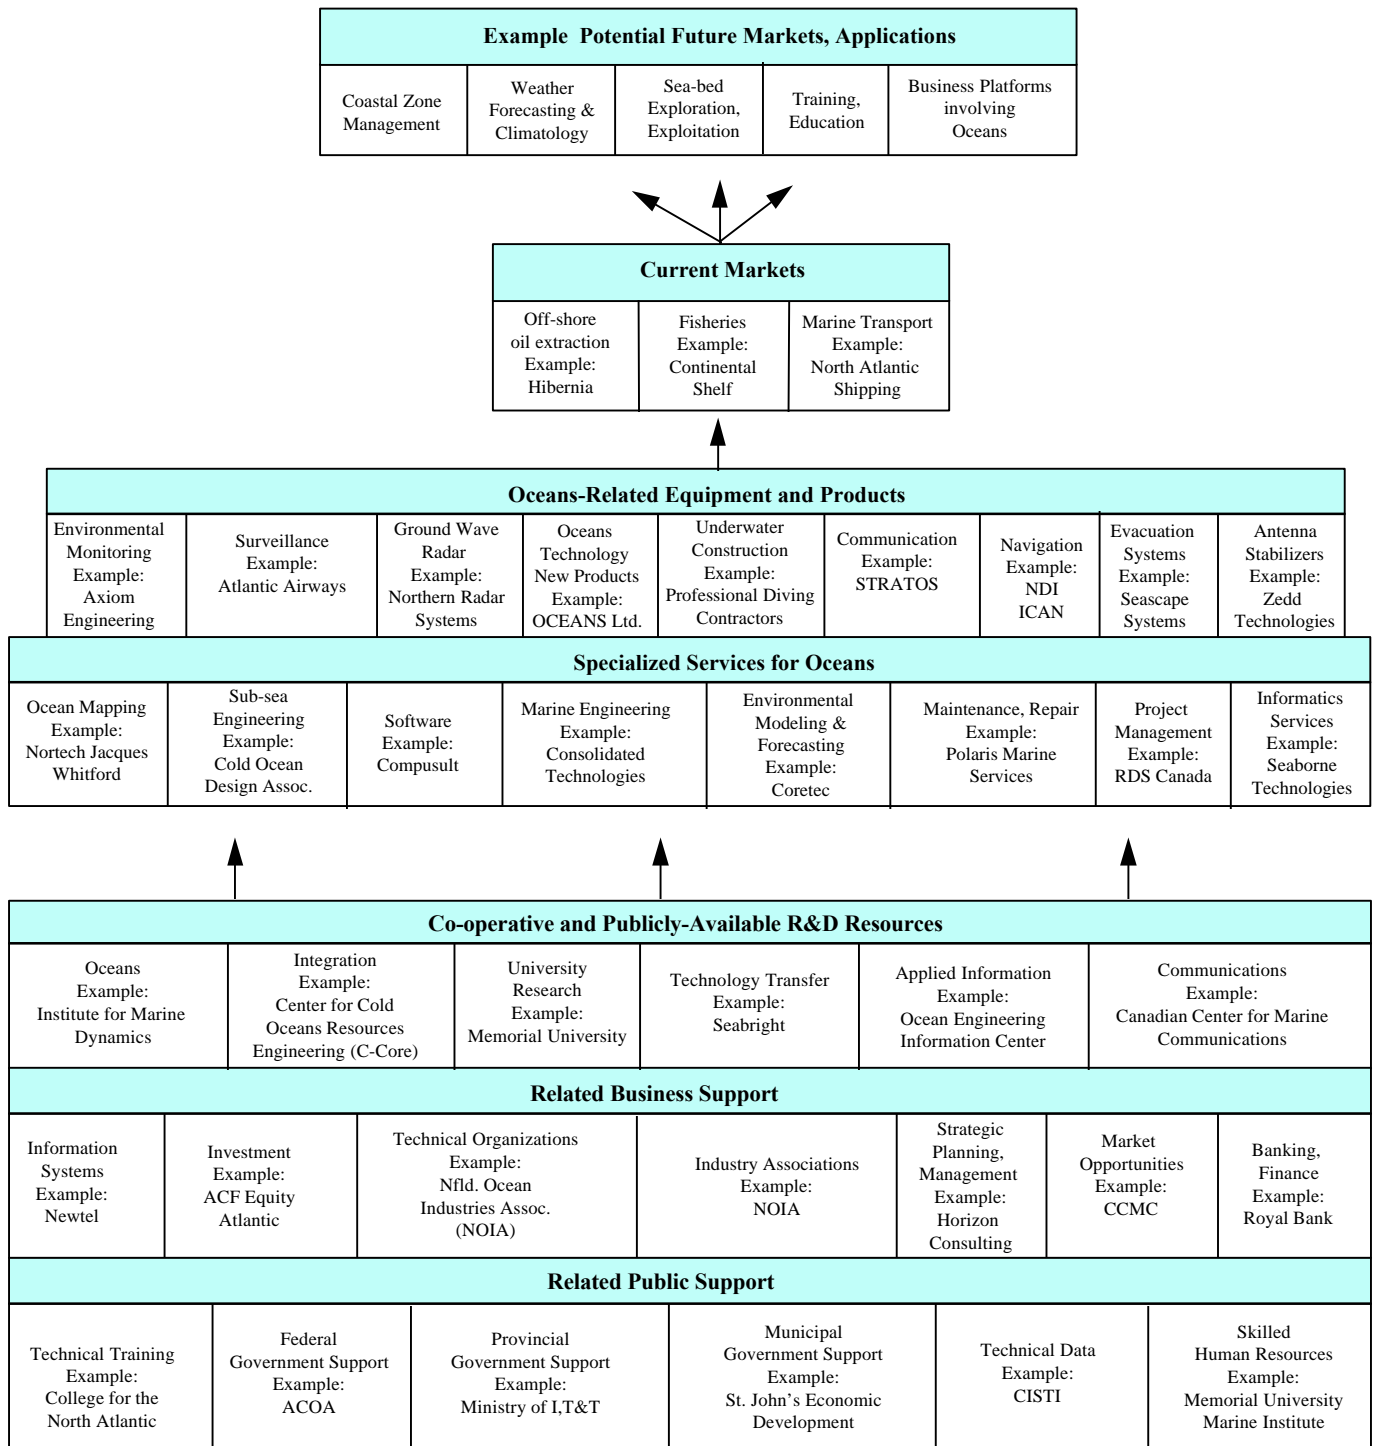 Example Potential Future Markets, Applications
Coastal Zone
Management
Weather
Forecasting &
Climatology
Sea-bed
Exploration,
Exploitation
Training,
Education
Business Platforms
involving
Oceans
Current Markets
Off-shore
oil extraction
Example:
Hibernia
Fisheries
Example:
Continental
Shelf
Marine Transport
Example:
North Atlantic
Shipping
Oceans-Related Equipment and Products
Environmental
Monitoring
Example:
Axiom
Engineering
Surveillance
Example:
Atlantic Airways
Ground Wave
Radar
Example:
Northern Radar
Systems
Oceans
Technology
New Products
Example:
OCEANS Ltd.
Underwater
Construction
Example:
Professional Diving
Contractors
Communication
Example:
STRATOS
Navigation
Example:
NDI
ICAN
Evacuation
Systems
Example:
Seascape
Systems
Antenna
Stabilizers
Example:
Zedd
Technologies
Specialized Services for Oceans
Ocean Mapping
Example:
Nortech Jacques
Whitford
Sub-sea
Engineering
Example:
Cold Ocean
Design Assoc.
Software
Example:
Compusult
Marine Engineering
Example:
Consolidated
Technologies
Environmental
Modeling &
Forecasting
Example:
Coretec
Maintenance, Repair
Example:
Polaris Marine
Services
Project
Management
Example:
RDS Canada
Informatics
Services
Example:
Seaborne
Technologies
Co-operative and Publicly-Available R&D Resources
Oceans
Example:
Institute for Marine
Dynamics
Integration
Example:
Center for Cold
Oceans Resources
Engineering (C-Core)
University
Research
Example:
Memorial University
Technology Transfer
Example:
Seabright
Applied Information
Example:
Ocean Engineering
Information Center
Communications
Example:
Canadian Center for Marine
Communications
Related Business Support
Information
Systems
Example:
Newtel
Investment
Example:
ACF Equity
Atlantic
Technical Organizations
Example:
Nfld. Ocean
Industries Assoc.
(NOIA)
Industry Associations
Example:
NOIA
Strategic
Planning,
Management
Example:
Horizon
Consulting
Market
Opportunities
Example:
CCMC
Banking,
Finance
Example:
Royal Bank
Related Public Support
Technical Training
Example:
College for the
North Atlantic
Federal
Government Support
Example:
ACOA
Provincial
Government Support
Example:
Ministry of I,T&T
Municipal
Government Support
Example:
St. John’s Economic
Development
Technical Data
Example:
CISTI
Skilled
Human Resources
Example:
Memorial University
Marine Institute